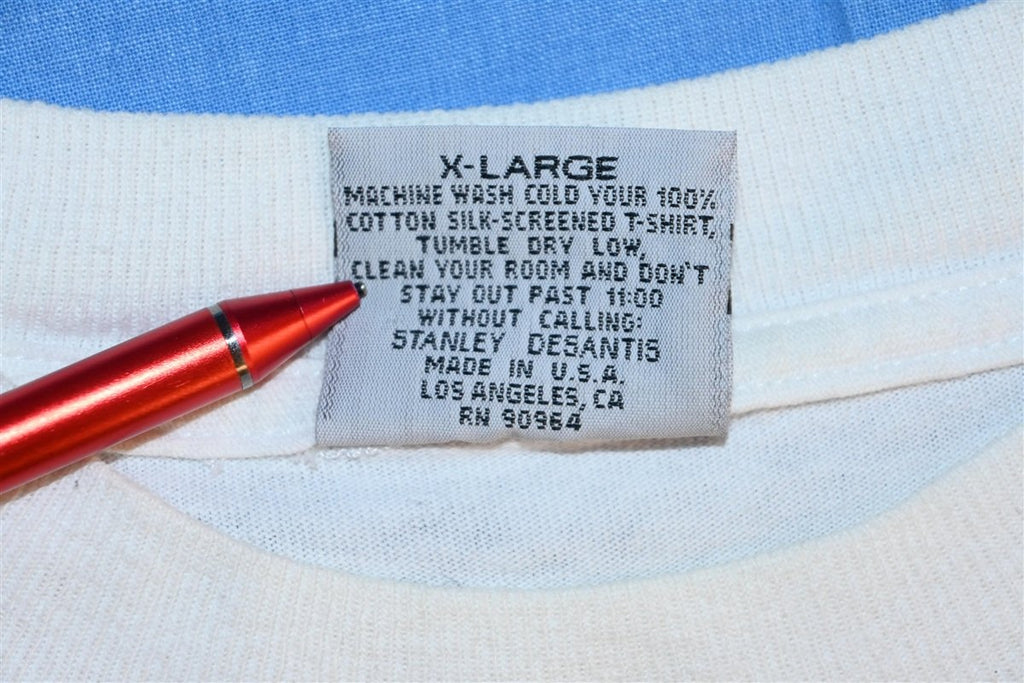 X-LARGE
MACHINE WASH COLD YOUR 100%
COTTON SILK-SCREENED T-SHIRT,
TUMBLE DRY LOW,
CLEAN YOUR ROOM AND DON'T
STAY OUT PAST 11:00
WITHOUT CALLING:
STANLEY DESANTIS
MADE IN U.S.A.
LOS ANGELES, CA
RN 90964